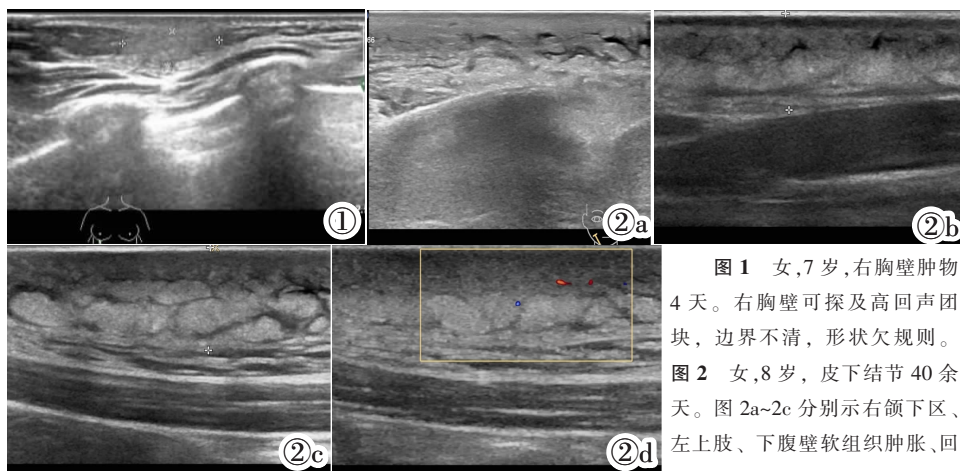 ①
②a
66
②b
②c
②d
图 1　女,7 岁,右胸壁肿物
4 天。右胸壁可探及高回声团
块，边界不清，形状欠规则。
图 2　女,8 岁，皮下结节 40 余
天。图 2a~2c 分别示右颌下区、
左上肢、下腹壁软组织肿胀、回